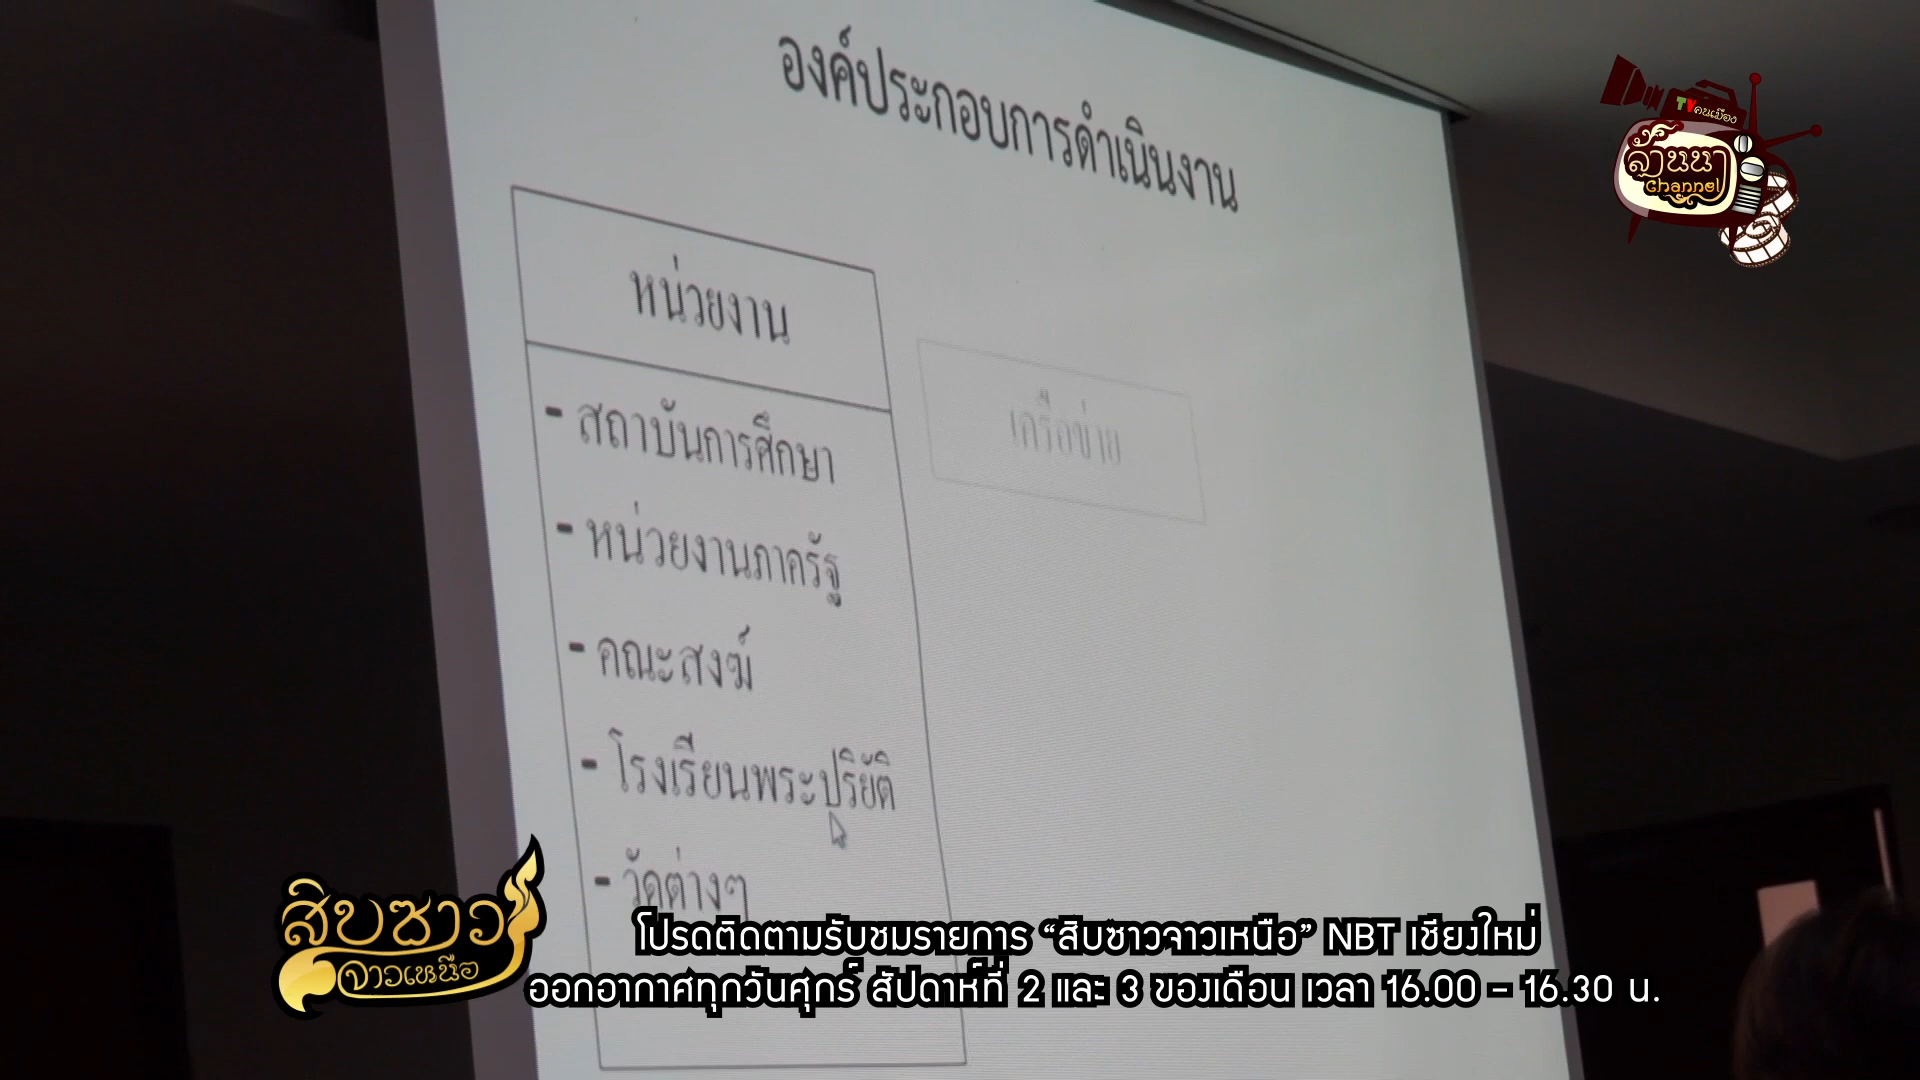 องค์ประกอบการดำเนินงาน
หน่วยงาน
- สถาบันการศึกษา
- หน่วยงานภาครัฐ
- คณะสงฆ์
- โรงเรียนพระปริยัติ
- วัดต่างๆ
เครือข่าย
TVคนเมือง
ล้านนา
Channel
สิบซาว
จาวเหนือ
โปรดติดตามรับชมรายการ “สิบซาวจาวเหนือ” NBT เชียงใหม่
ออกอากาศทุกวันศุกร์ สัปดาห์ที่ 2 และ 3 ของเดือน เวลา 16.00 - 16.30 น.